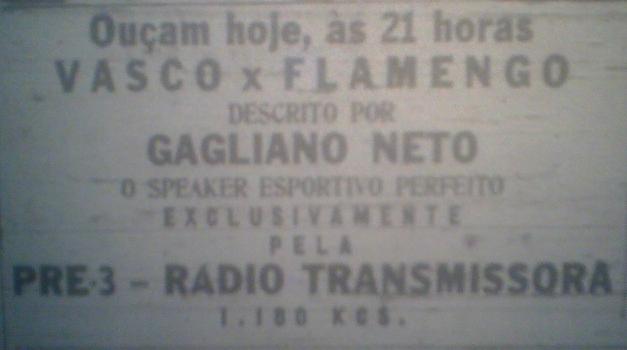 Ouçam hoje, às 21 horas
VASCO x FLAMENGO
DESCRITO POR
GAGLIANO NETO
O SPEAKER ESPORTIVO PERFEITO
EXCLUSIVAMENTE
PELA
PRE-3 - RADIO TRANSMISSORA
1.180 KCS.